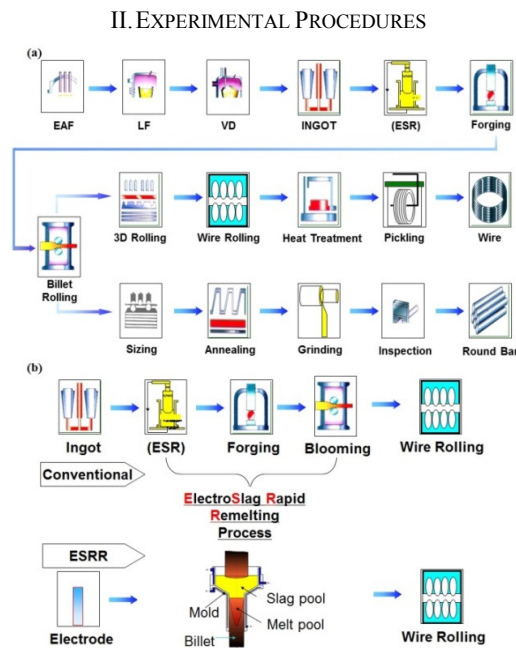 II. EXPERIMENTAL PROCEDURES
(a)
EAF LF VD INGOT (ESR) Forging
3D Rolling Wire Rolling Heat Treatment Pickling Wire
Billet
Rolling
Sizing Annealing Grinding Inspection Round Bar
(b)
Ingot (ESR) Forging Blooming Wire Rolling
Conventional
ElectroSlag Rapid
Remelting
Process
ESRR
Mold
Slag pool
Melt pool
Billet
Electrode
Wire Rolling